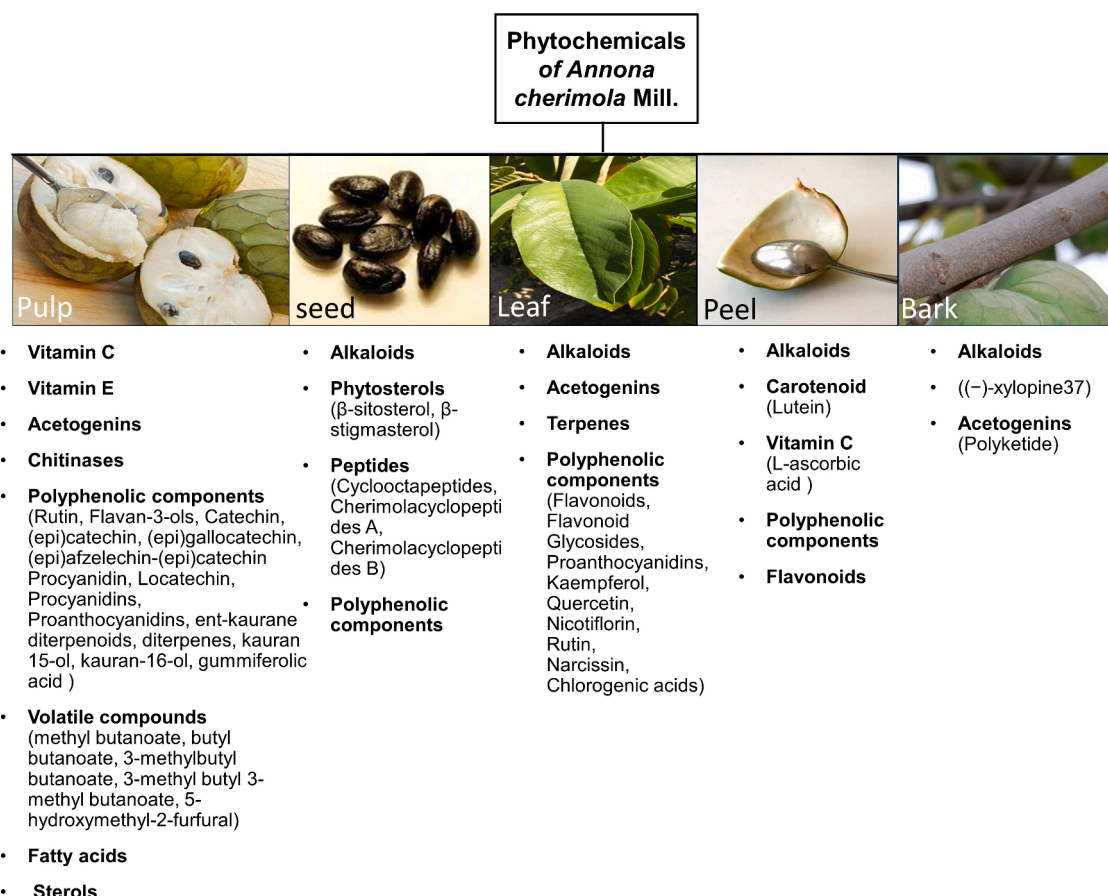 Phytochemicals
of Annona
cherimola Mill.
Pulp
seed
Leaf
Peel
Bark
• Vitamin C
• Vitamin E
• Acetogenins
• Chitinases
• Polyphenolic components
(Rutin, Flavan-3-ols, Catechin,
(epi)catechin, (epi)gallocatechin,
(epi)afzelechin-(epi)catechin
Procyanidin, Locatechin,
Procyanidins,
Proanthocyanidins, ent-kaurane
diterpenoids, diterpenes, kauran
15-ol, kauran-16-ol, gummiferolic
acid )
• Volatile compounds
(methyl butanoate, butyl
butanoate, 3-methylbutyl
butanoate, 3-methyl butyl 3-
methyl butanoate, 5-
hydroxymethyl-2-furfural)
• Fatty acids
• Sterols
• Alkaloids
• Phytosterols
(β-sitosterol, β-
stigmasterol)
• Peptides
(Cyclooctapeptides,
Cherimolacyclopepti
des A,
Cherimolacyclopepti
des B)
• Polyphenolic
components
• Alkaloids
• Acetogenins
• Terpenes
• Polyphenolic
components
(Flavonoids,
Flavonoid
Glycosides,
Proanthocyanidins,
Kaempferol,
Quercetin,
Nicotiflorin,
Rutin,
Narcissin,
Chlorogenic acids)
• Alkaloids
• Carotenoid
(Lutein)
• Vitamin C
(L-ascorbic
acid )
• Polyphenolic
components
• Flavonoids
• Alkaloids
• ((−)-xylopine37)
• Acetogenins
(Polyketide)